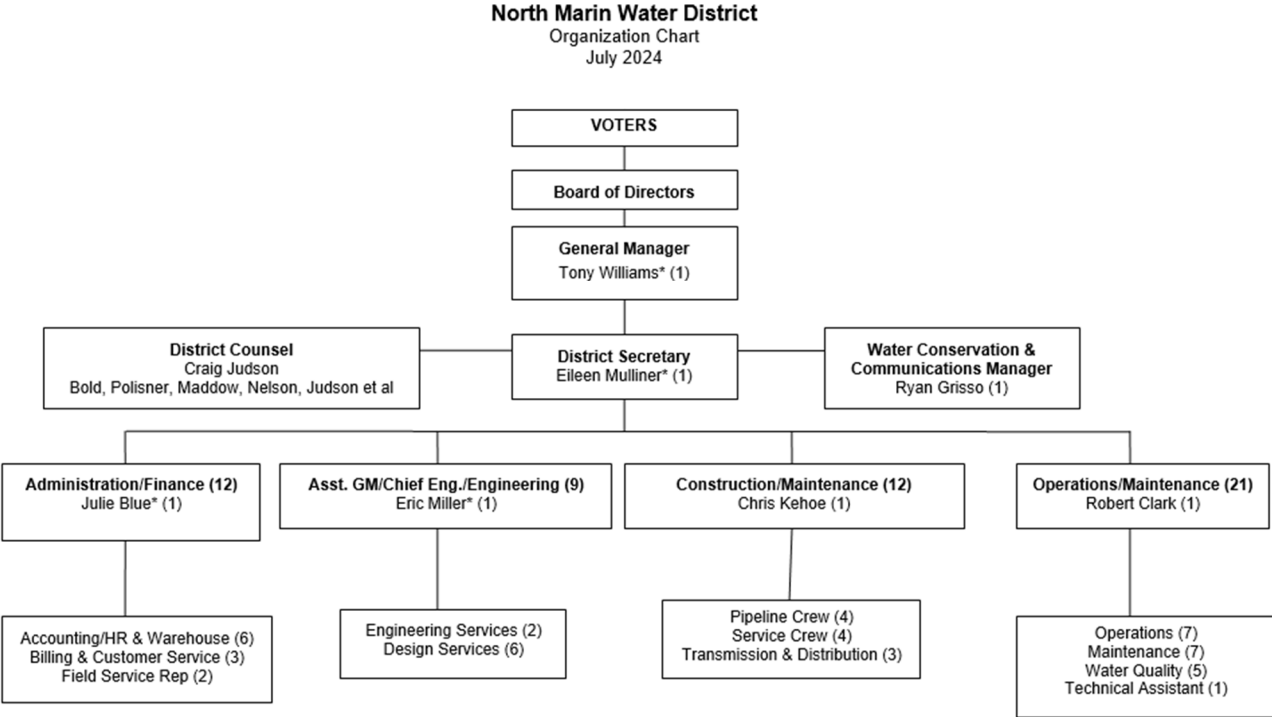 North Marin Water District
Organization Chart
July 2024
VOTERS
Board of Directors
General Manager
Tony Williams* (1)
District Counsel
Craig Judson
Bold, Polisner, Maddow, Nelson, Judson et al
District Secretary
Eileen Mulliner* (1)
Water Conservation &
Communications Manager
Ryan Grisso (1)
Administration/Finance (12)
Julie Blue* (1)
Asst. GM/Chief Eng./Engineering (9)
Eric Miller* (1)
Construction/Maintenance (12)
Chris Kehoe (1)
Operations/Maintenance (21)
Robert Clark (1)
Accounting/HR & Warehouse (6)
Billing & Customer Service (3)
Field Service Rep (2)
Engineering Services (2)
Design Services (6)
Pipeline Crew (4)
Service Crew (4)
Transmission & Distribution (3)
Operations (7)
Maintenance (7)
Water Quality (5)
Technical Assistant (1)